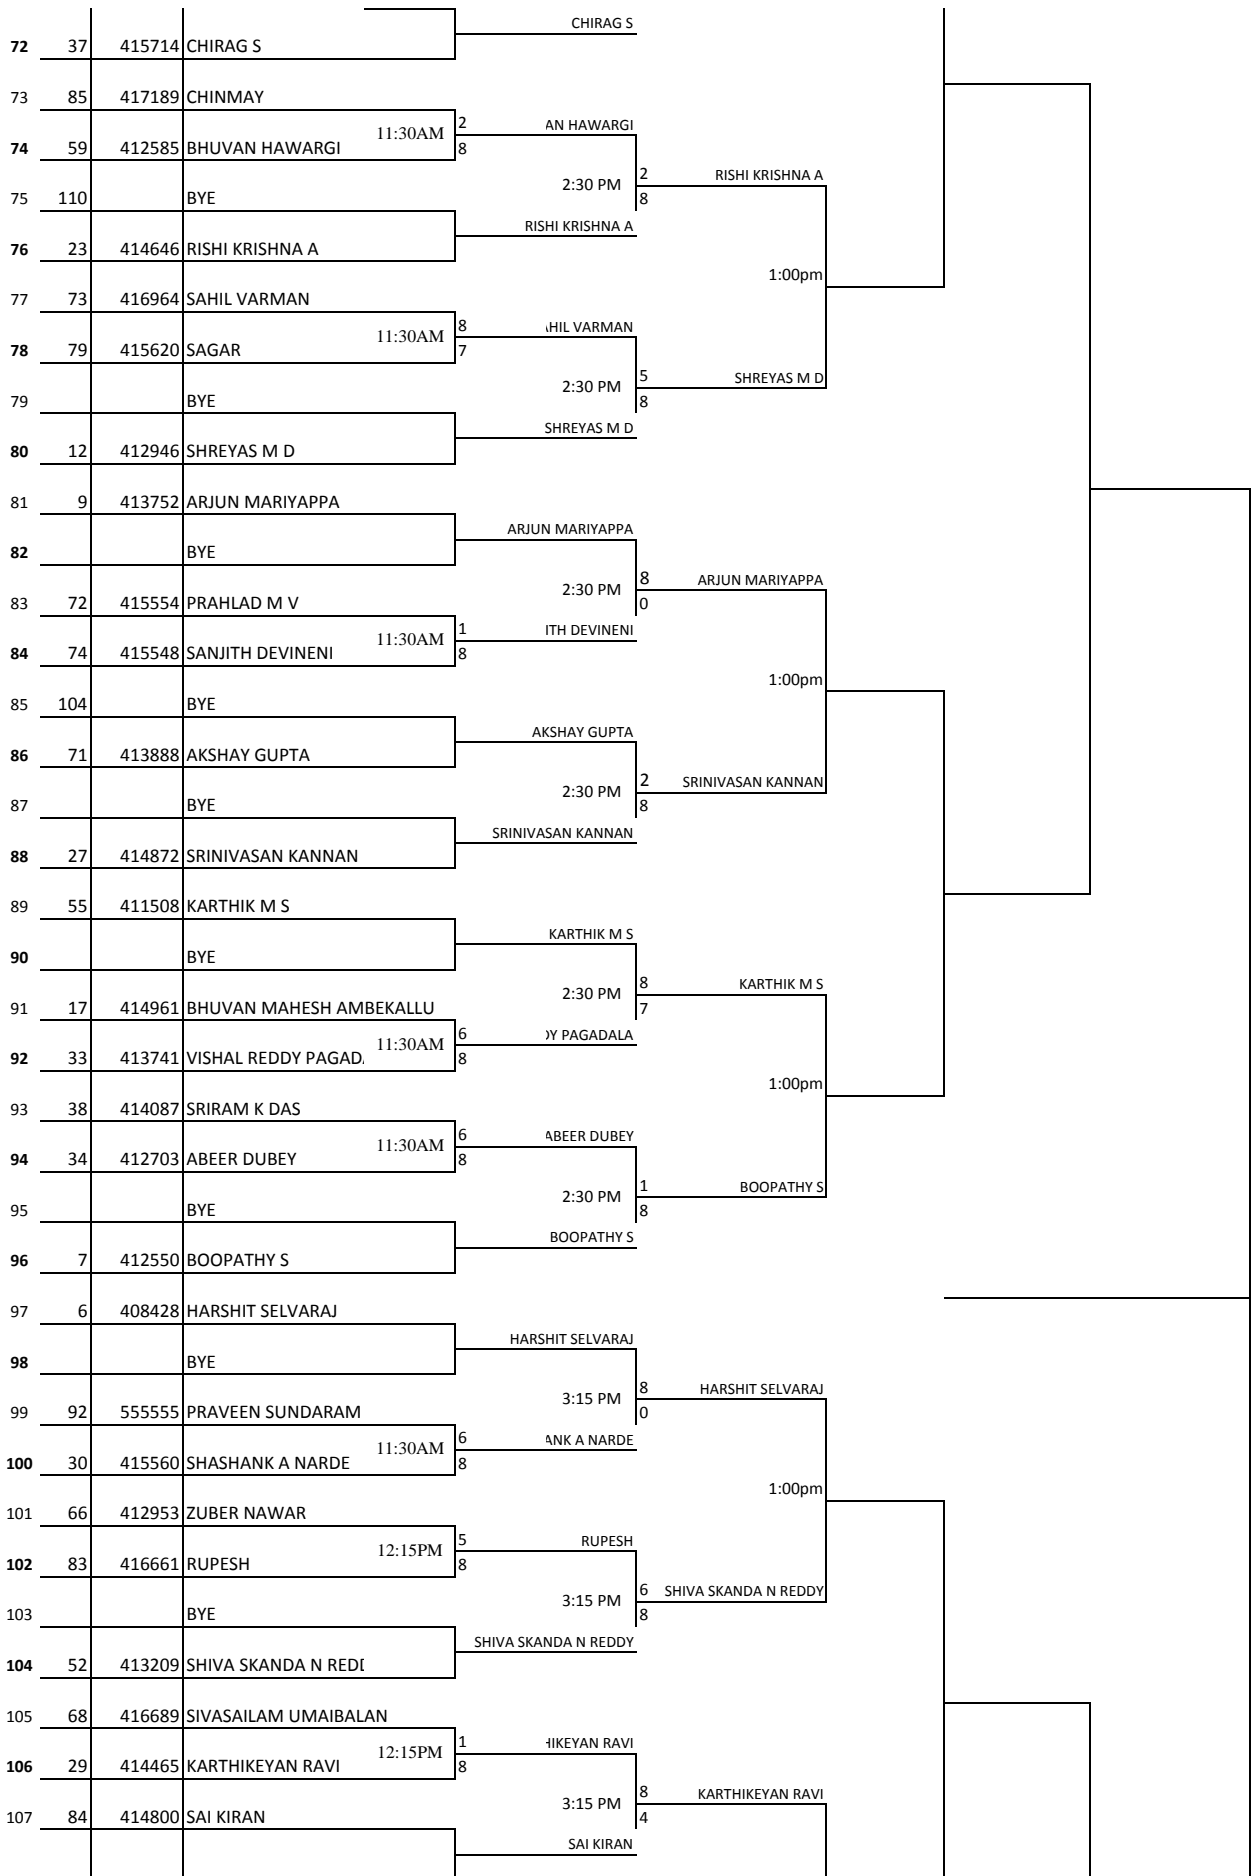 CHIRAG S
72 37 415714 CHIRAG S
73 85 417189 CHINMAY
11:30AM 2 AN HAWARGI
74 59 412585 BHUVAN HAWARGI 8
2:30 PM 2 RISHI KRISHNA A
75 110 BYE 8
RISHI KRISHNA A
76 23 414646 RISHI KRISHNA A
1:00pm
77 73 416964 SAHIL VARMAN
11:30AM 8 HIL VARMAN
78 79 415620 SAGAR 7
2:30 PM 5 SHREYAS M D
79 BYE 8
SHREYAS M D
80 12 412946 SHREYAS M D
81 9 413752 ARJUN MARIYAPPA
ARJUN MARIYAPPA
82 BYE
2:30 PM 8 ARJUN MARIYAPPA
83 72 415554 PRAHLAD M V 0
11:30AM 1 ITH DEVINENI
84 74 415548 SANJITH DEVINENI 8
1:00pm
85 104 BYE
AKSHAY GUPTA
86 71 413888 AKSHAY GUPTA
2:30 PM 2 SRINIVASAN KANNAN
87 BYE 8
SRINIVASAN KANNAN
88 27 414872 SRINIVASAN KANNAN
89 55 411508 KARTHIK M S
KARTHIK M S
90 BYE
2:30 PM 8 KARTHIK M S
91 17 414961 BHUVAN MAHESH AMBEKALLU 7
11:30AM 6 DY PAGADALA
92 33 413741 VISHAL REDDY PAGADA 8
1:00pm
93 38 414087 SRIRAM K DAS
11:30AM 6 ABEER DUBEY
94 34 412703 ABEER DUBEY 8
2:30 PM 1 BOOPATHY S
95 BYE 8
BOOPATHY S
96 7 412550 BOOPATHY S
97 6 408428 HARSHIT SELVARAJ
HARSHIT SELVARAJ
98 BYE
3:15 PM 8 HARSHIT SELVARAJ
99 92 555555 PRAVEEN SUNDARAM 0
11:30AM 6 ANK A NARDE
100 30 415560 SHASHANK A NARDE 8
1:00pm
101 66 412953 ZUBER NAWAR
12:15PM 5 RUPESH
102 83 416661 RUPESH 8
3:15 PM 6 SHIVA SKANDA N REDDY
103 BYE 8
SHIVA SKANDA N REDDY
104 52 413209 SHIVA SKANDA N REDD
105 68 416689 SIVASAILAM UMAIBALAN
12:15PM 1 HIKEYAN RAVI
106 29 414465 KARTHIKEYAN RAVI 8
3:15 PM 8 KARTHIKEYAN RAVI
107 84 414800 SAI KIRAN 4
SAI KIRAN